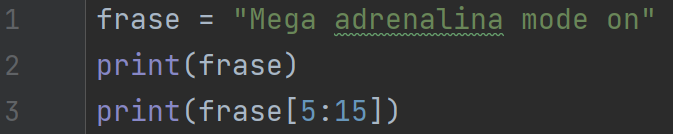 1 frase = "Mega adrenalina mode on"
2 print(frase)
3 print(frase[5:15])